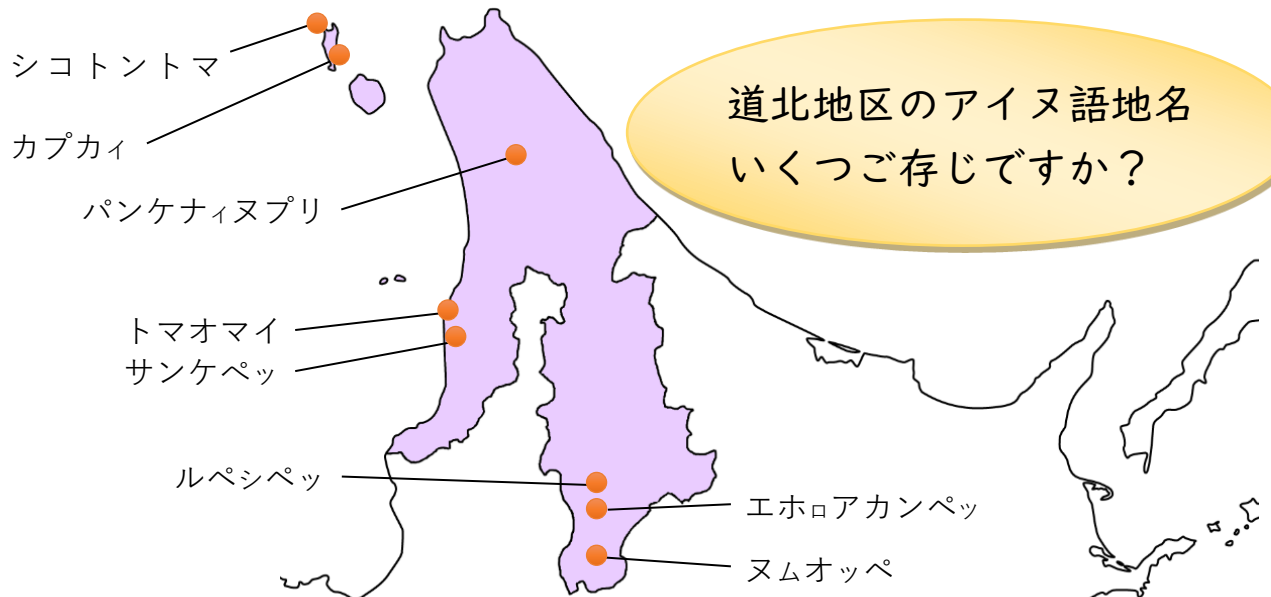 シコトントマ
カプカィ
パンケナィヌプリ
トマオマイ
サンケペッ
ルペシペッ
道北地区のアイヌ語地名
いくつご存じですか？
エホㇿアカンペッ
ヌㇺオッペ